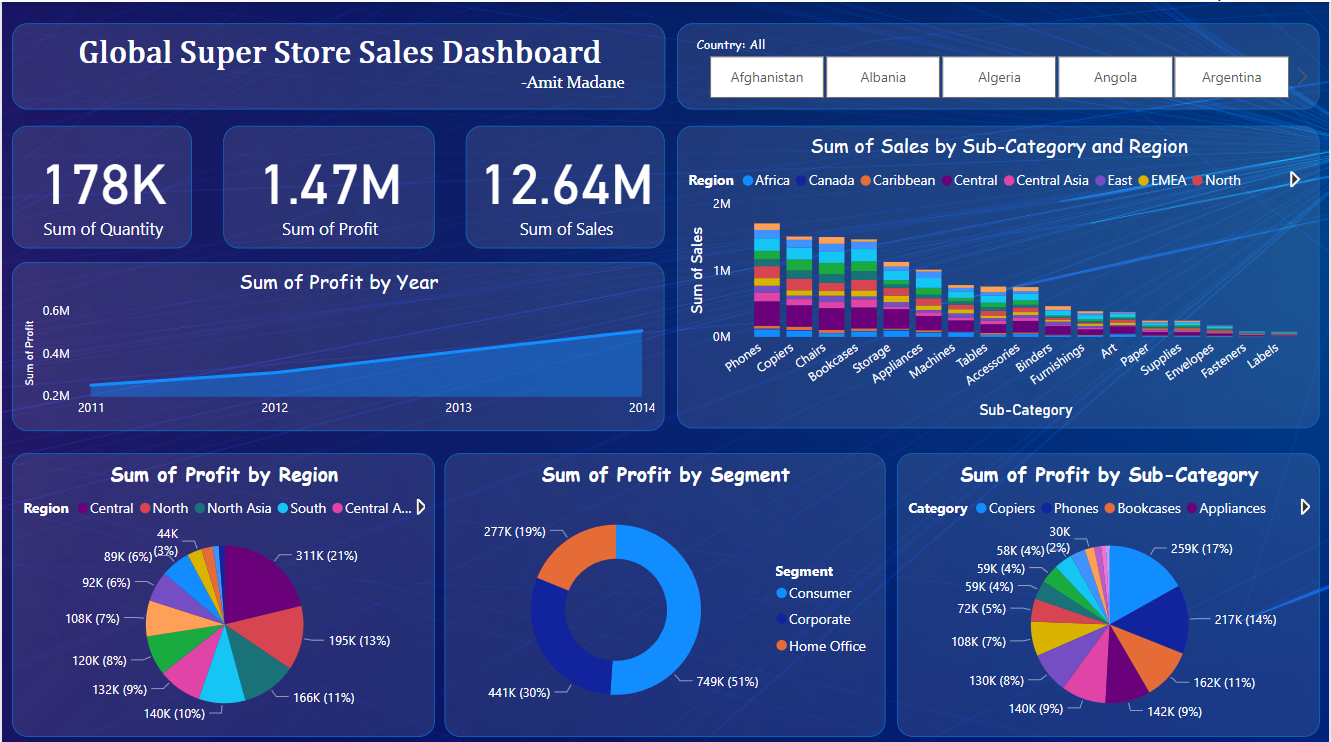 Global Super Store Sales Dashboard
-Amit Madane
Country: All
Afghanistan
Albania
Algeria
Angola
Argentina
178K
Sum of Quantity
1.47M
Sum of Profit
12.64M
Sum of Sales
Sum of Profit by Year
Sum of Profit
0.6M
0.4M
0.2M
2011 2012 2013 2014
Sum of Sales by Sub-Category and Region
Region Africa Canada Caribbean Central Central Asia East EMEA North
Sum of Sales
2M
1M
0M
Phones
Copiers
Chairs
Bookcases
Storage
Appliances
Machines
Tables
Accessories
Binders
Furnishings
Art
Paper
Supplies
Envelopes
Fasteners
Labels
Sub-Category
Sum of Profit by Region
Region Central North North Asia South Central A...
311K (21%)
195K (13%)
166K (11%)
140K (10%)
132K (9%)
120K (8%)
108K (7%)
92K (6%)
89K (6%)
44K
(3%)
Sum of Profit by Segment
277K (19%)
441K (30%)
749K (51%)
Segment
Consumer
Corporate
Home Office
Sum of Profit by Sub-Category
Category Copiers Phones Bookcases Appliances
259K (17%)
217K (14%)
162K (11%)
142K (9%)
140K (9%)
130K (8%)
108K (7%)
72K (5%)
59K (4%)
59K (4%)
58K (4%)
30K
(2%)